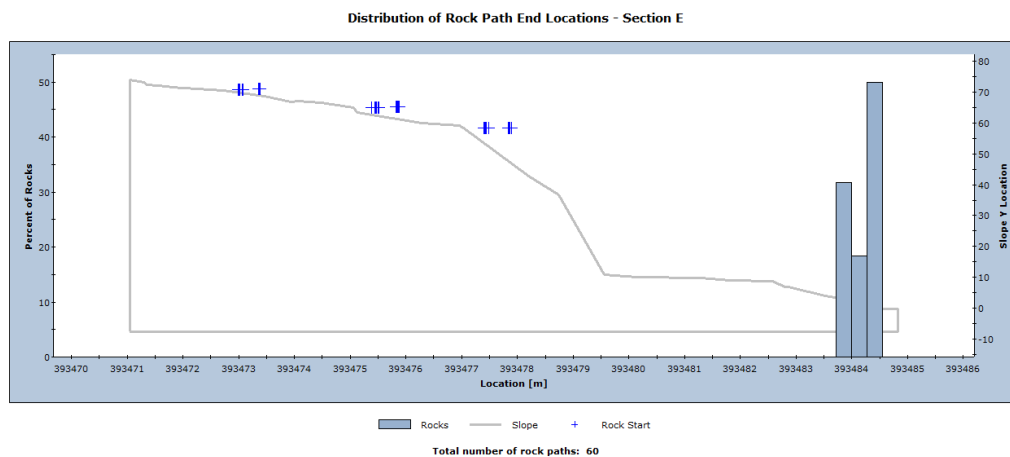 Distribution of Rock Path End Locations - Section E
Percent of Rocks
50
40
30
20
10
0
80
70
60
50
40
30
20
10
0
-10
Slope Y Location
393470 393471 393472 393473 393474 393475 393476 393477 393478 393479 393480 393481 393482 393483 393484 393485 393486
Location [m]
Rocks Slope Rock Start
Total number of rock paths: 60